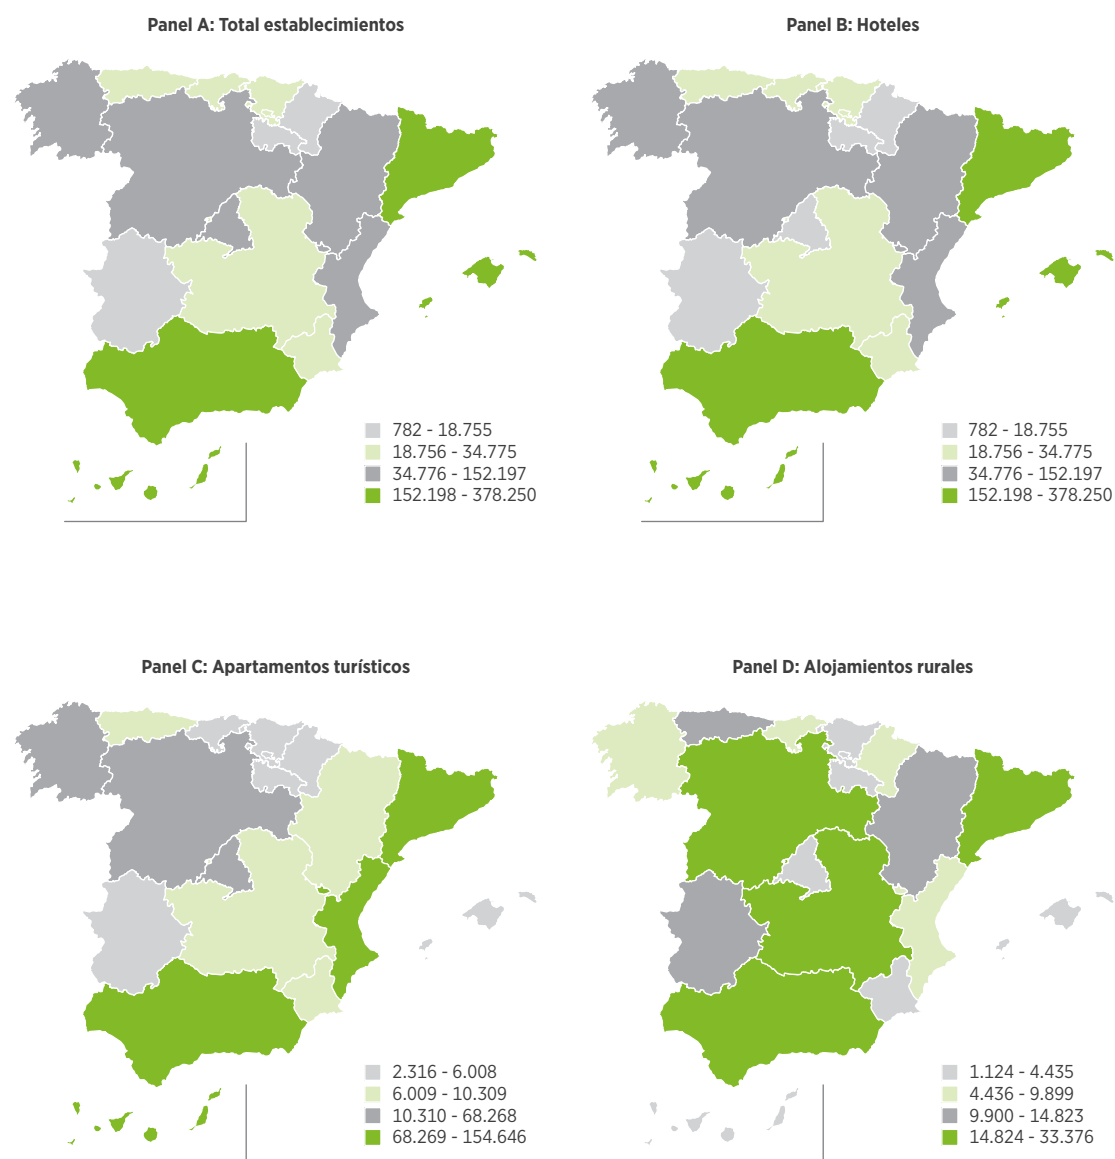 Panel A: Total establecimientos
782 - 18.755
18.756 - 34.775
34.776 - 152.197
152.198 - 378.250
Panel B: Hoteles
782 - 18.755
18.756 - 34.775
34.776 - 152.197
152.198 - 378.250
Panel C: Apartamentos turísticos
2.316 - 6.008
6.009 - 10.309
10.310 - 68.268
68.269 - 154.646
Panel D: Alojamientos rurales
1.124 - 4.435
4.436 - 9.899
9.900 - 14.823
14.824 - 33.376